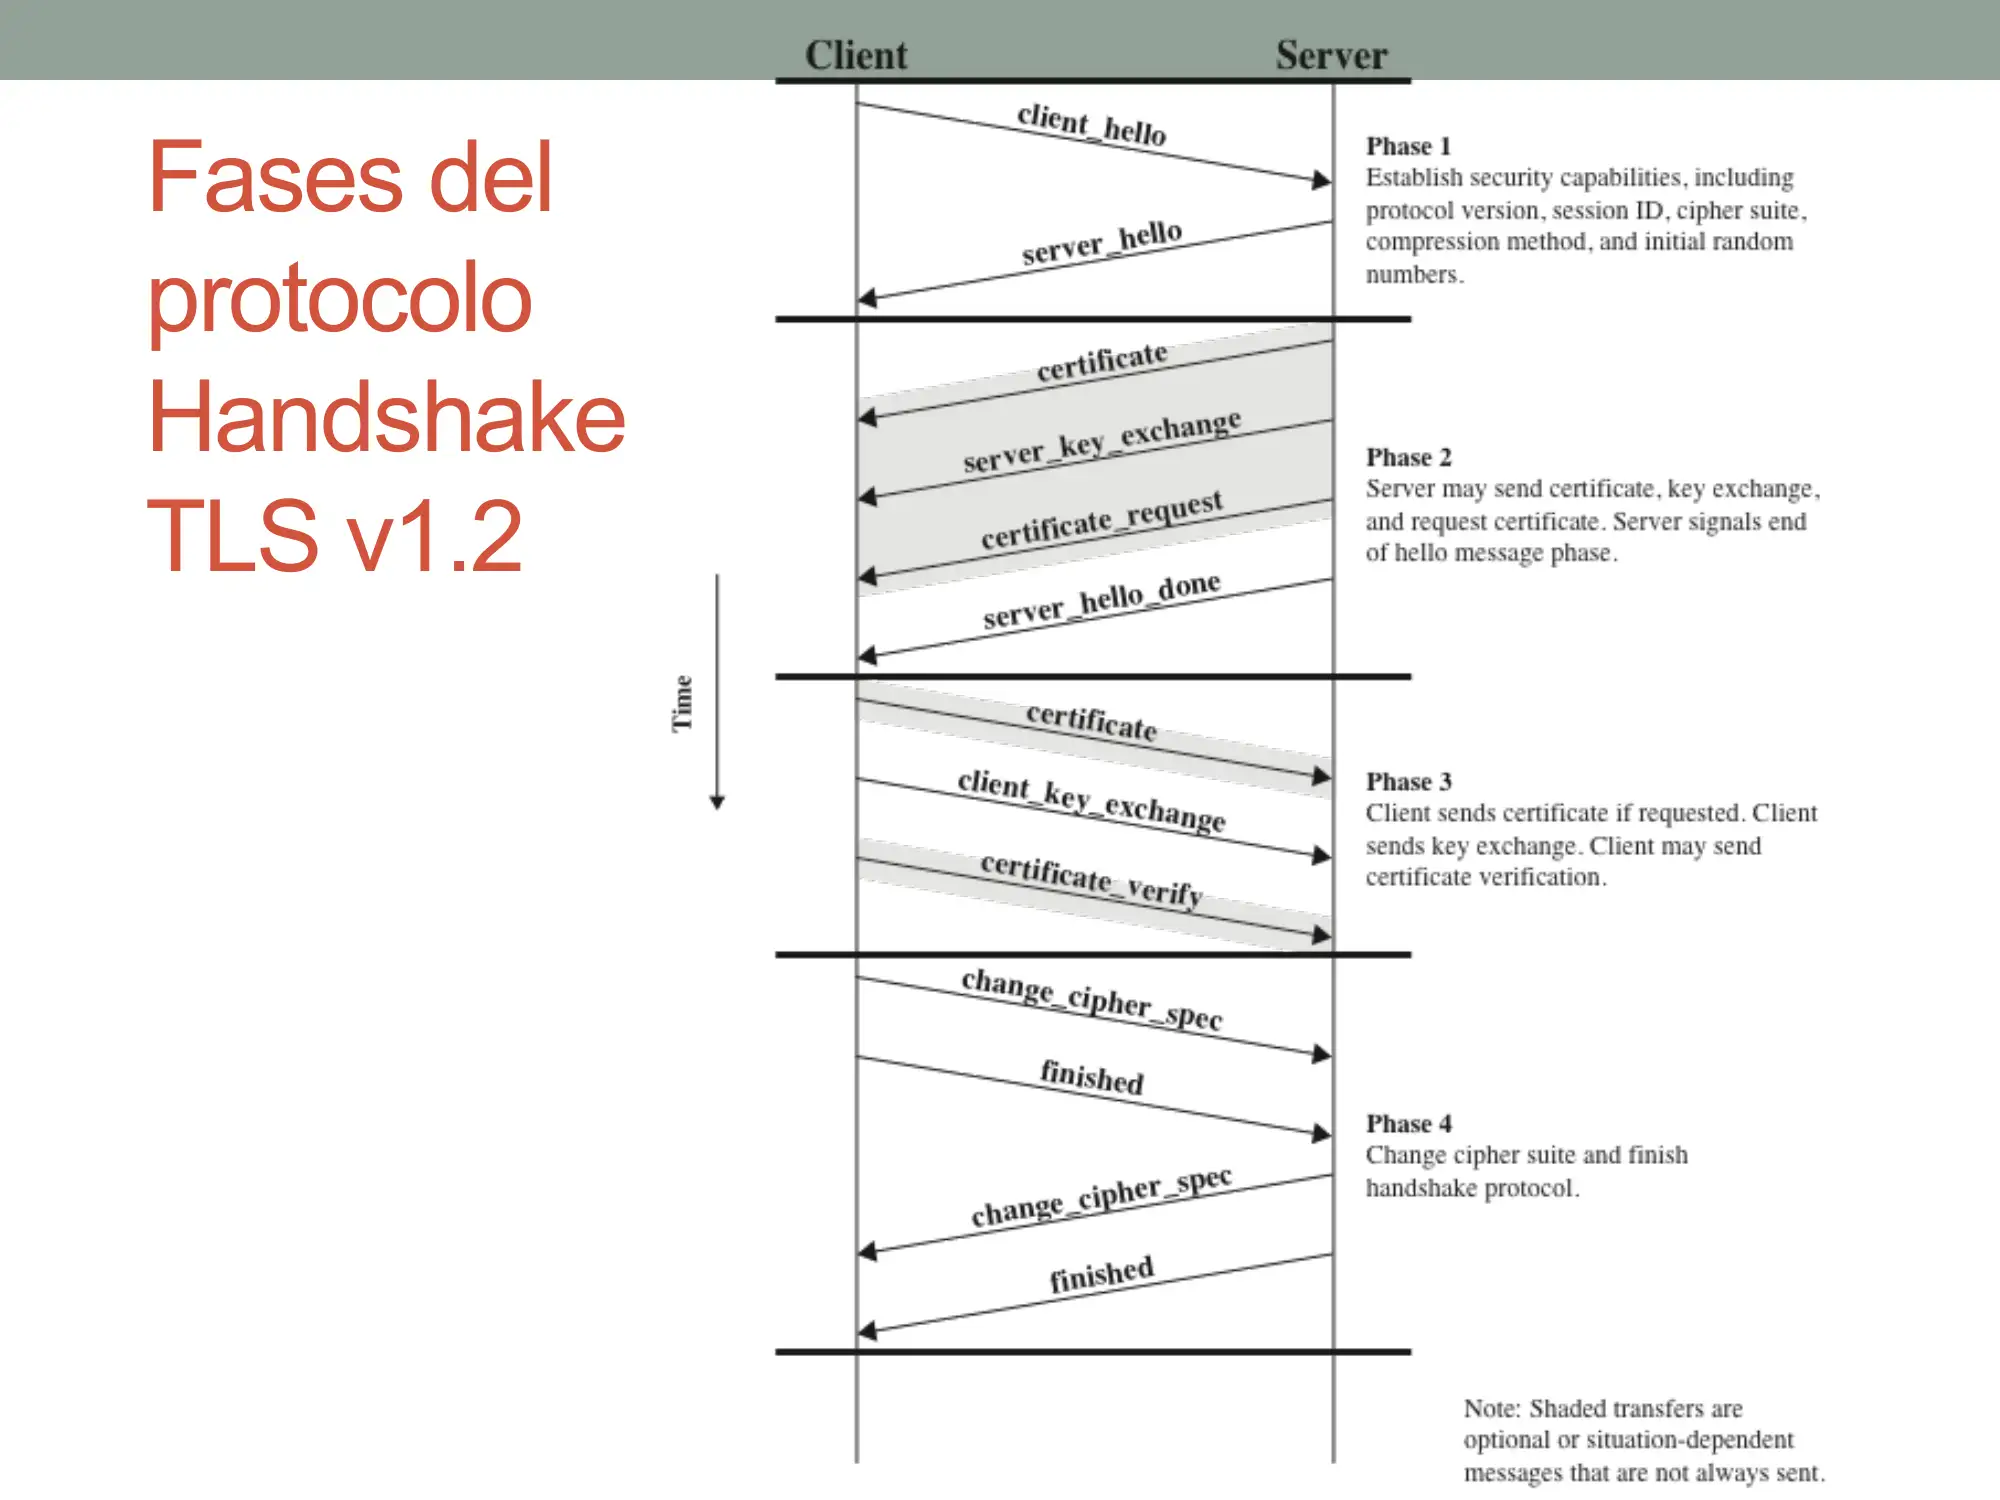 Client
Server
Fases del
protocolo
Handshake
TLS v1.2
client_hello
server_hello
Phase 1
Establish security capabilities, including
protocol version, session ID, cipher suite,
compression method, and initial random
numbers.
certificate
server_key_exchange
certificate_request
server_hello_done
Phase 2
Server may send certificate, key exchange,
and request certificate. Server signals end
of hello message phase.
Time
certificate
client_key_exchange
certificate_verify
Phase 3
Client sends certificate if requested. Client
sends key exchange. Client may send
certificate verification.
change_cipher_spec
finished
change_cipher_spec
finished
Phase 4
Change cipher suite and finish
handshake protocol.
Note: Shaded transfers are
optional or situation-dependent
messages that are not always sent.